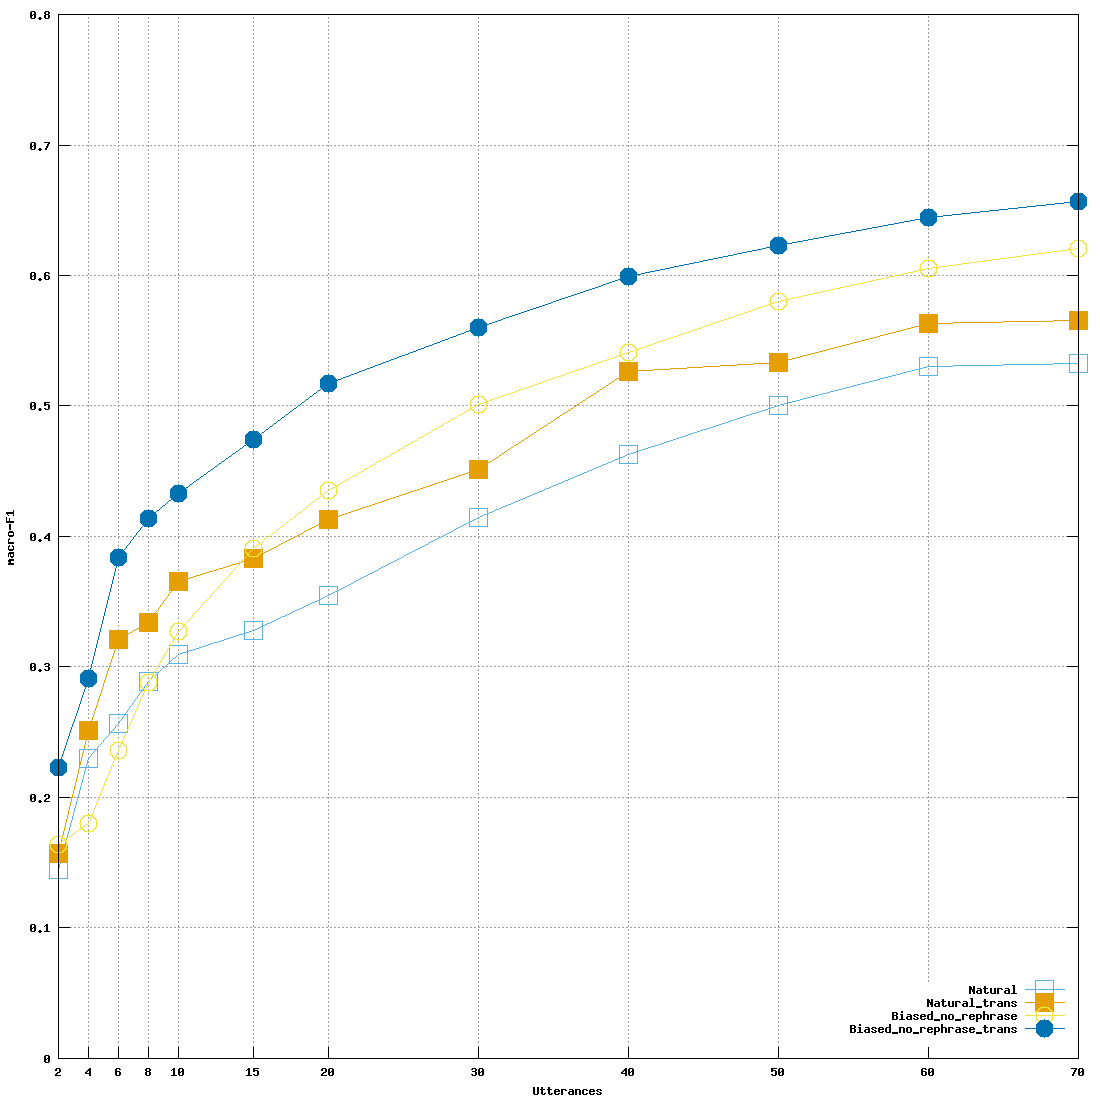 0.8
0.7
0.6
0.5
0.4
0.3
0.2
0.1
0
Macro-F1
2 4 6 8 10 15 20 30 40 50 60 70
Utterances
Natural
Natural_trans
Biased_no_rephrase
Biased_no_rephrase_trans